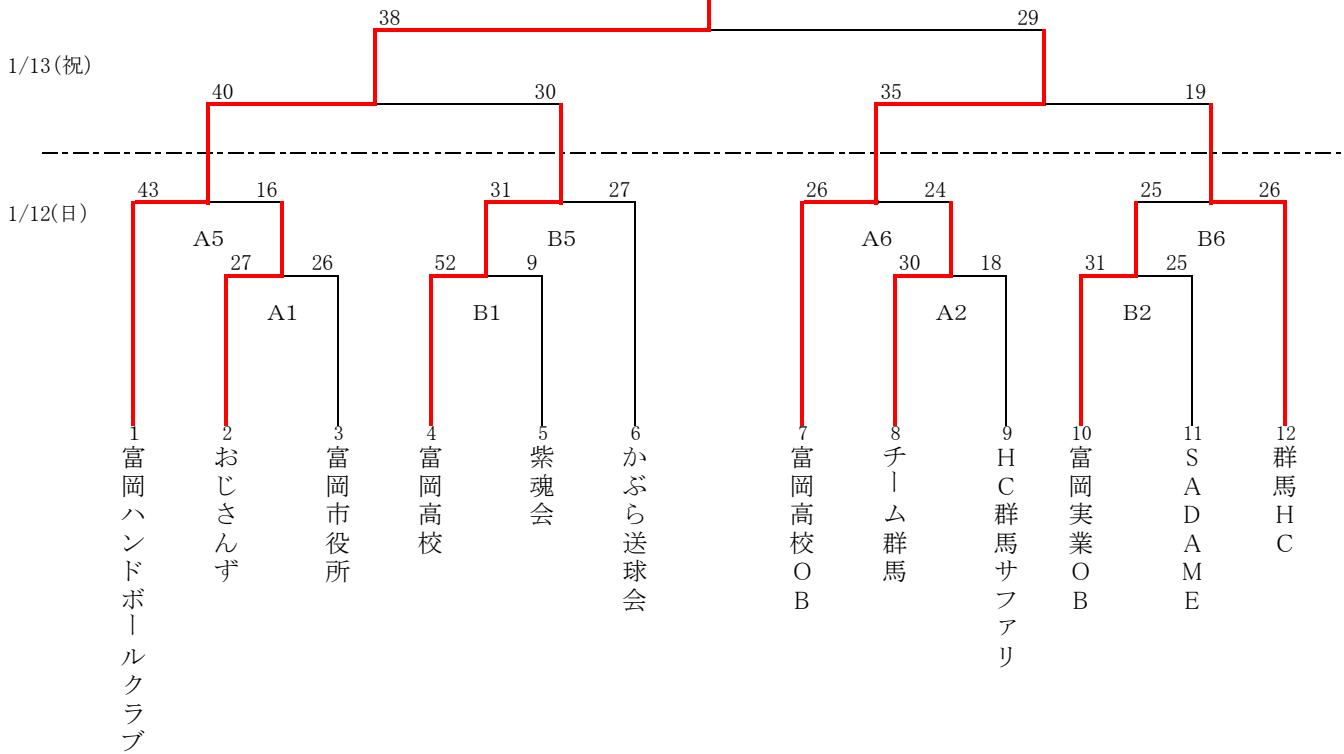 38 29
1/13(祝)
40 30 35 19
43 16 31 27 26 24 25 26
1/12(日)
A5 B5 A6 B6
27 26 52 9 30 18 31 25
A1 B1 A2 B2
1 2 3 4 5 6 7 8 9 10 11 12
富岡ハンドボールクラブ
おじさんず
富岡市役所
富岡高校
紫魂会
かぶら送球会
富岡高校OB
チーム群馬
HC群馬サファリ
富岡実業OB
SADAME
群馬HC